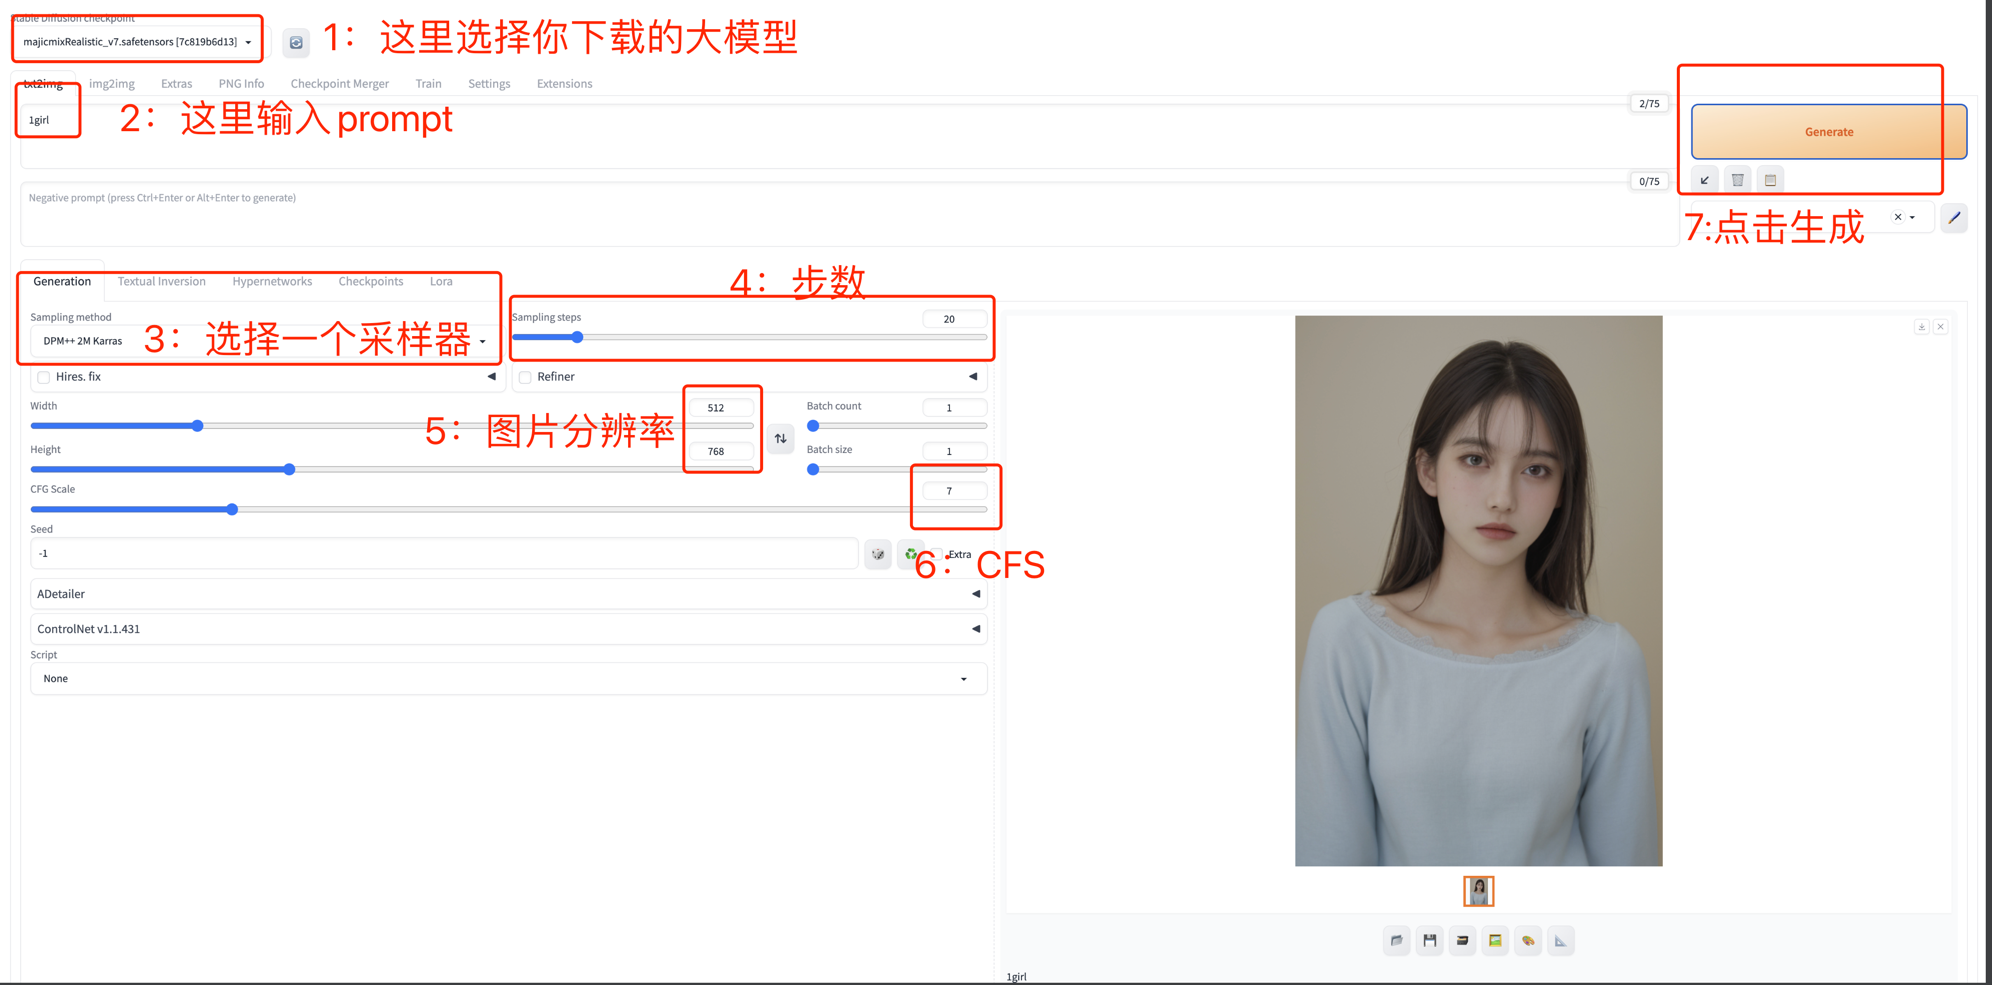 Stable Diffusion checkpoint
majicmixRealistic_v7.safetensors [7c819b6d13]
1：这里选择你下载的大模型
txt2img img2img Extras PNG Info Checkpoint Merger Train Settings Extensions
2/75
1girl
2：这里输入prompt
Generate
0/75
Negative prompt (press Ctrl+Enter or Alt+Enter to generate)
7:点击生成
Generation Textual Inversion Hypernetworks Checkpoints Lora
4：步数
Sampling method
Sampling steps
20
DPM++ 2M Karras
3：选择一个采样器
Hires. fix
Refiner
Width
512
Batch count
1
5：图片分辨率
Height
768
Batch size
1
CFG Scale
7
Seed
-1
Extra
6：CFS
ADetailer
ControlNet v1.1.431
Script
None
1girl